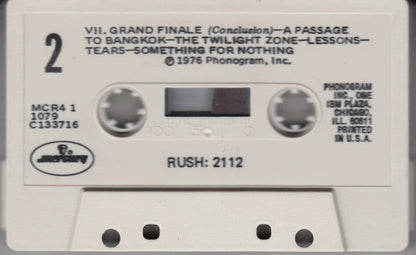 2
VII. GRAND FINALE (Conclusion)—A PASSAGE
TO BANGKOK—THE TWILIGHT ZONE—LESSONS—
TEARS—SOMETHING FOR NOTHING
℗ 1976 Phonogram, Inc.
MCR4 1
1079
C133716
PHONOGRAM
INC., ONE
IBM PLAZA,
CHICAGO,
ILL. 60611
PRINTED
IN U.S.A.
mercury
RUSH: 2112